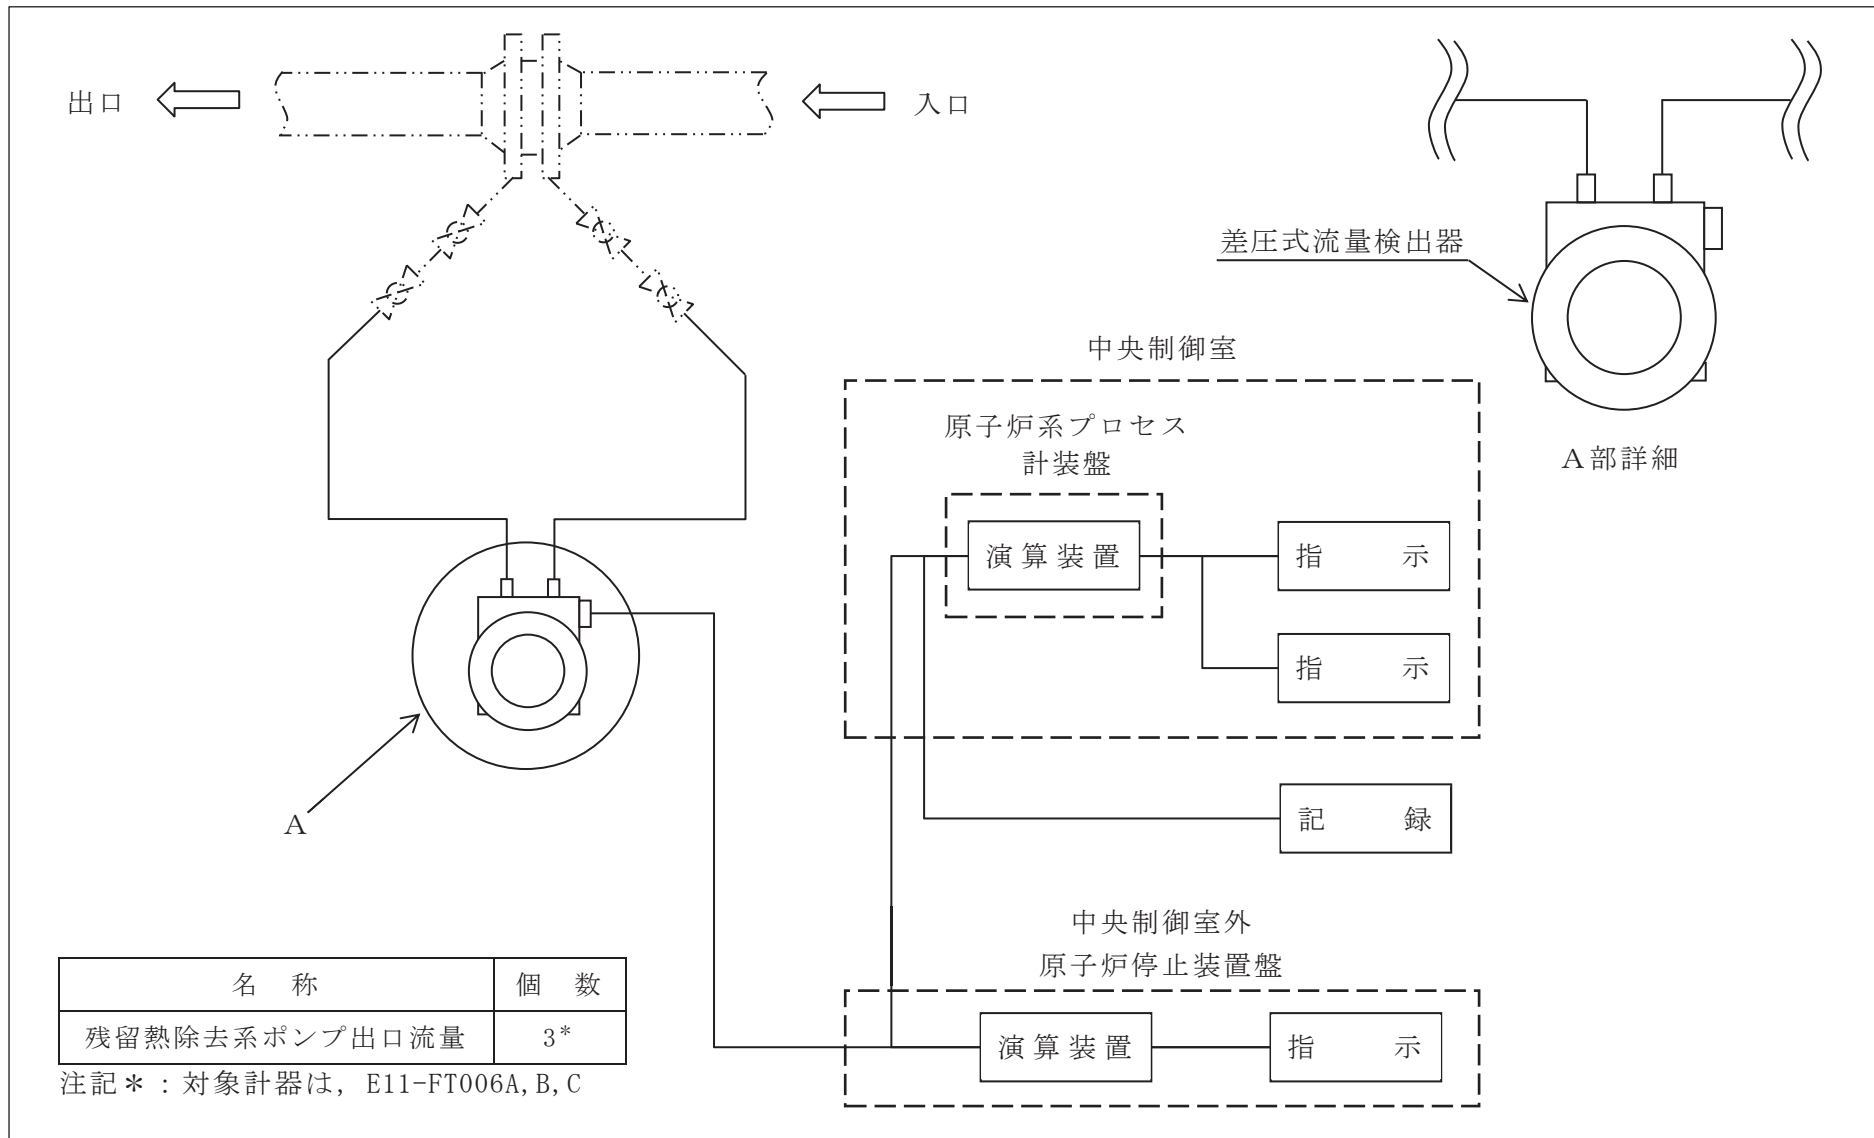 出口
入口
差圧式流量検出器
A部詳細
中央制御室
原子炉系プロセス
計装盤
演算装置
指 示
指 示
記 録
A
中央制御室外
原子炉停止装置盤
演算装置
指 示
名 称 個 数
残留熱除去系ポンプ出口流量 3*
注記*:対象計器は,E11-FT006A,B,C